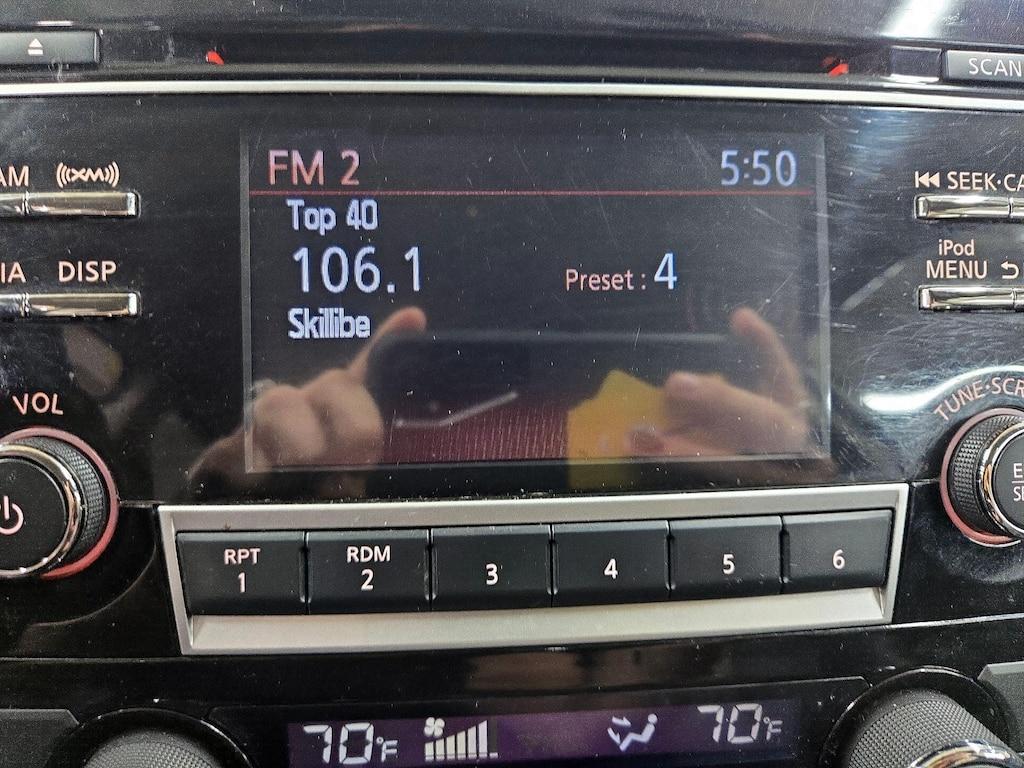 SCAN
AM
((XM))
SEEK·CA
IA
DISP
iPod
MENU
FM 2
5:50
Top 40
106.1
Preset : 4
Skillibe
VOL
TUNE·SCR
E
S
RPT
1
RDM
2
3
4
5
6
70°F
70°F